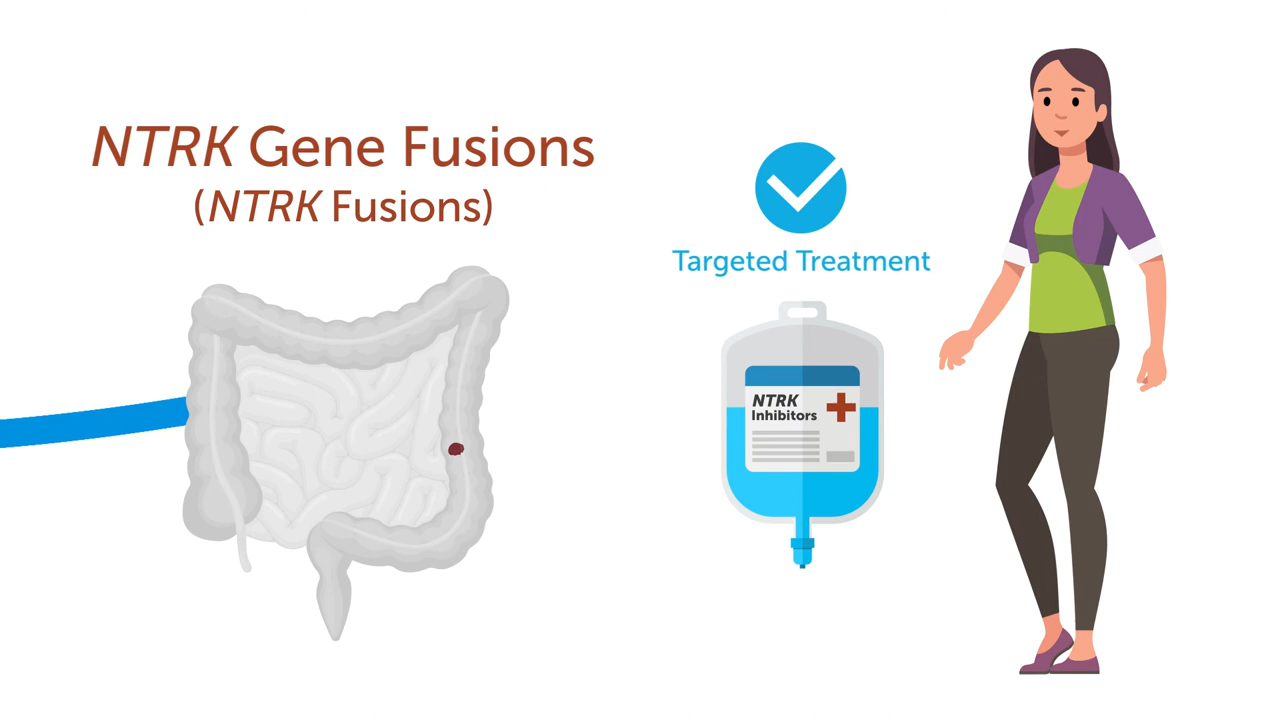 NTRK Gene Fusions
(NTRK Fusions)
Targeted Treatment
NTRK
Inhibitors